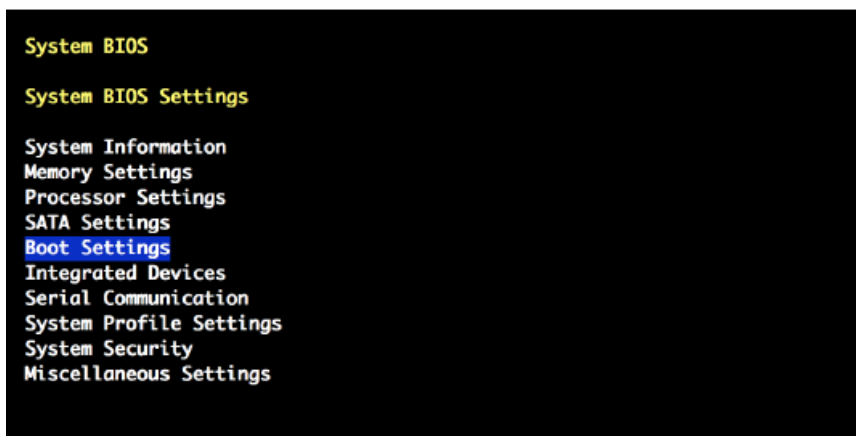 System BIOS
System BIOS Settings
System Information
Memory Settings
Processor Settings
SATA Settings
Boot Settings
Integrated Devices
Serial Communication
System Profile Settings
System Security
Miscellaneous Settings